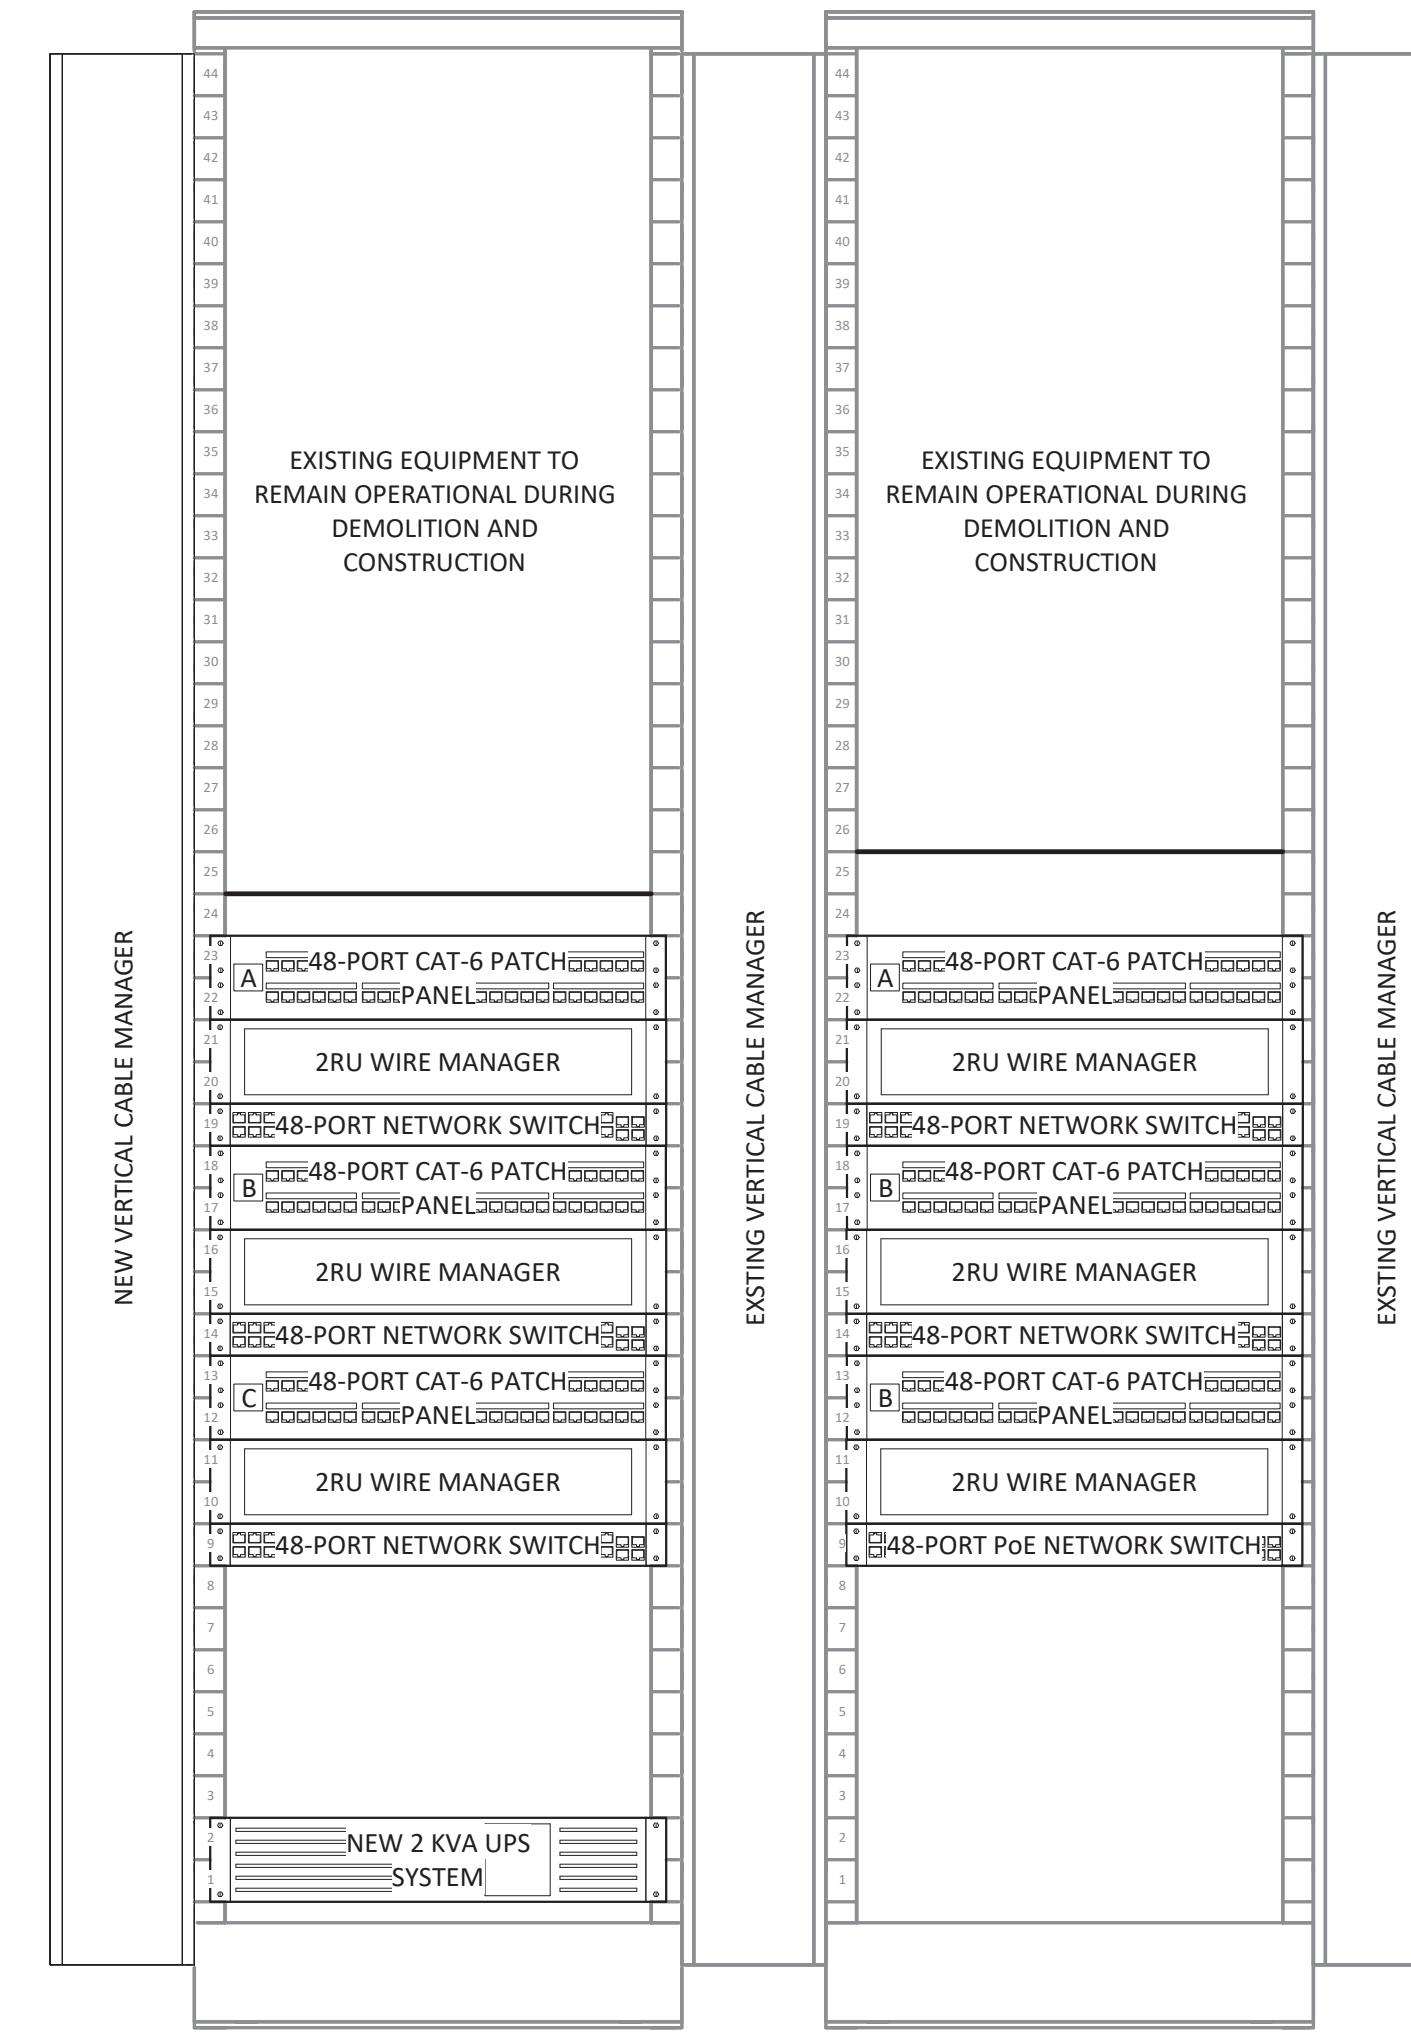 NEW VERTICAL CABLE MANAGER
44
43
42
41
40
39
38
37
36
35
34
33
32
31
30
29
28
27
26
25
24
23
22
21
20
19
18
17
16
15
14
13
12
11
10
9
8
7
6
5
4
3
2
1
EXISTING EQUIPMENT TO
REMAIN OPERATIONAL DURING
DEMOLITION AND
CONSTRUCTION
A
48-PORT CAT-6 PATCH
PANEL
2RU WIRE MANAGER
48-PORT NETWORK SWITCH
B
48-PORT CAT-6 PATCH
PANEL
2RU WIRE MANAGER
48-PORT NETWORK SWITCH
C
48-PORT CAT-6 PATCH
PANEL
2RU WIRE MANAGER
48-PORT NETWORK SWITCH
NEW 2 KVA UPS
SYSTEM
EXSTING VERTICAL CABLE MANAGER
44
43
42
41
40
39
38
37
36
35
34
33
32
31
30
29
28
27
26
25
24
23
22
21
20
19
18
17
16
15
14
13
12
11
10
9
8
7
6
5
4
3
2
1
EXISTING EQUIPMENT TO
REMAIN OPERATIONAL DURING
DEMOLITION AND
CONSTRUCTION
A
48-PORT CAT-6 PATCH
PANEL
2RU WIRE MANAGER
48-PORT NETWORK SWITCH
B
48-PORT CAT-6 PATCH
PANEL
2RU WIRE MANAGER
48-PORT NETWORK SWITCH
B
48-PORT CAT-6 PATCH
PANEL
2RU WIRE MANAGER
48-PORT PoE NETWORK SWITCH
EXSTING VERTICAL CABLE MANAGER